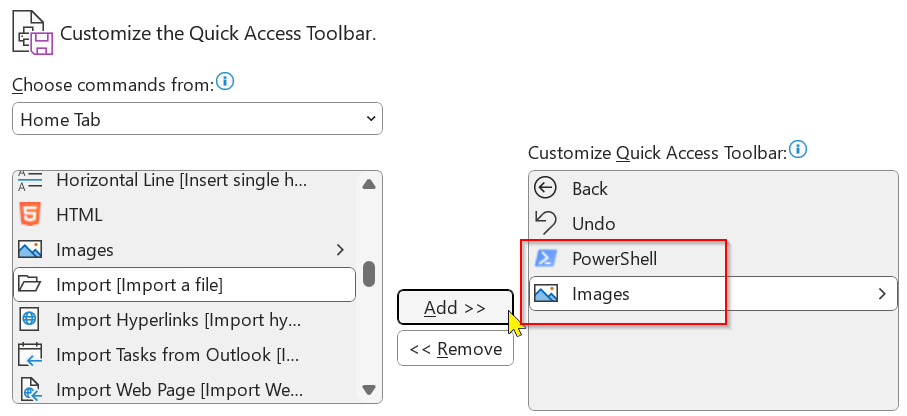 Customize the Quick Access Toolbar.
Choose commands from:
Home Tab
Horizontal Line [Insert single h...
HTML
Images
Import [Import a file]
Import Hyperlinks [Import hy...
Import Tasks from Outlook [I...
Import Web Page [Import We...
Add >>
<< Remove
Customize Quick Access Toolbar:
Back
Undo
PowerShell
Images